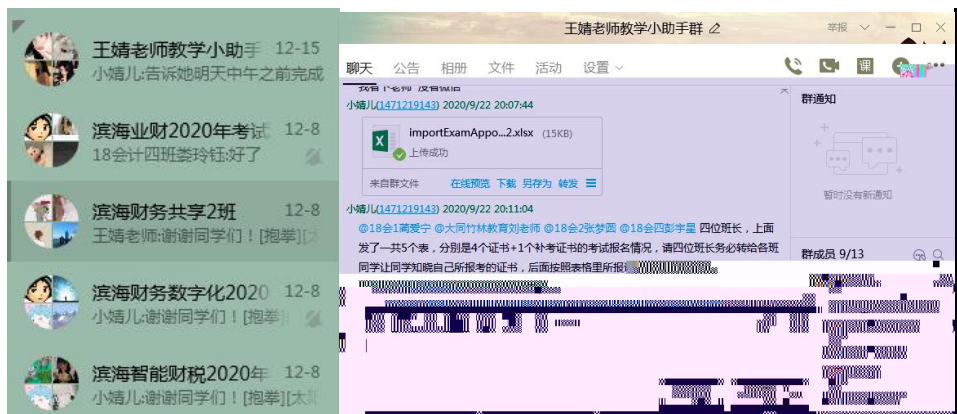 王婧老师教学小助手
12-15
小婧儿:告诉她明天中午之前完成
滨海业财2020年考试
12-8
18会计四班娄玲钰:好了
滨海财务共享2班
12-8
王婧老师:谢谢同学们！[抱拳]
滨海财务数字化2020
12-8
小婧儿:谢谢同学们！[抱拳]
滨海智能财税2020年
12-8
小婧儿:谢谢同学们！[抱拳][太
王婧老师教学小助手群
举报
聊天 公告 相册 文件 活动 设置
课
小婧儿(1471219143) 2020/9/22 20:07:44
importExamAppo...2.xlsx (15KB)
上传成功
来自群文件 在线预览 下载 另存为 转发
小婧儿(1471219143) 2020/9/22 20:11:04
@18会1蔺爱宁 @大同竹林教育刘老师 @18会2张梦圆 @18会四彭宇星 四位班长，上面
发了一共5个表，分别是4个证书+1个补考证书的考试报名情况，请四位班长务必转给各班
同学让同学知晓自己所报考的证书，后面按照表格里所报
群通知
暂时没有新通知
群成员 9/13